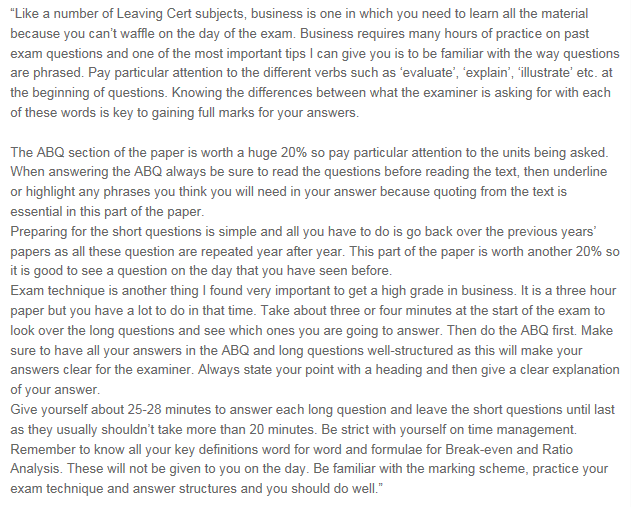 “Like a number of Leaving Cert subjects, business is one in which you need to learn all the material
because you can’t waffle on the day of the exam. Business requires many hours of practice on past
exam questions and one of the most important tips I can give you is to be familiar with the way questions
are phrased. Pay particular attention to the different verbs such as ‘evaluate’, ‘explain’, ‘illustrate’ etc. at
the beginning of questions. Knowing the differences between what the examiner is asking for with each
of these words is key to gaining full marks for your answers.

The ABQ section of the paper is worth a huge 20% so pay particular attention to the units being asked.
When answering the ABQ always be sure to read the questions before reading the text, then underline
or highlight any phrases you think you will need in your answer because quoting from the text is
essential in this part of the paper.
Preparing for the short questions is simple and all you have to do is go back over the previous years’
papers as all these question are repeated year after year. This part of the paper is worth another 20% so
it is good to see a question on the day that you have seen before.
Exam technique is another thing I found very important to get a high grade in business. It is a three hour
paper but you have a lot to do in that time. Take about three or four minutes at the start of the exam to
look over the long questions and see which ones you are going to answer. Then do the ABQ first. Make
sure to have all your answers in the ABQ and long questions well-structured as this will make your
answers clear for the examiner. Always state your point with a heading and then give a clear explanation
of your answer.
Give yourself about 25-28 minutes to answer each long question and leave the short questions until last
as they usually shouldn’t take more than 20 minutes. Be strict with yourself on time management.
Remember to know all your key definitions word for word and formulae for Break-even and Ratio
Analysis. These will not be given to you on the day. Be familiar with the marking scheme, practice your
exam technique and answer structures and you should do well.”